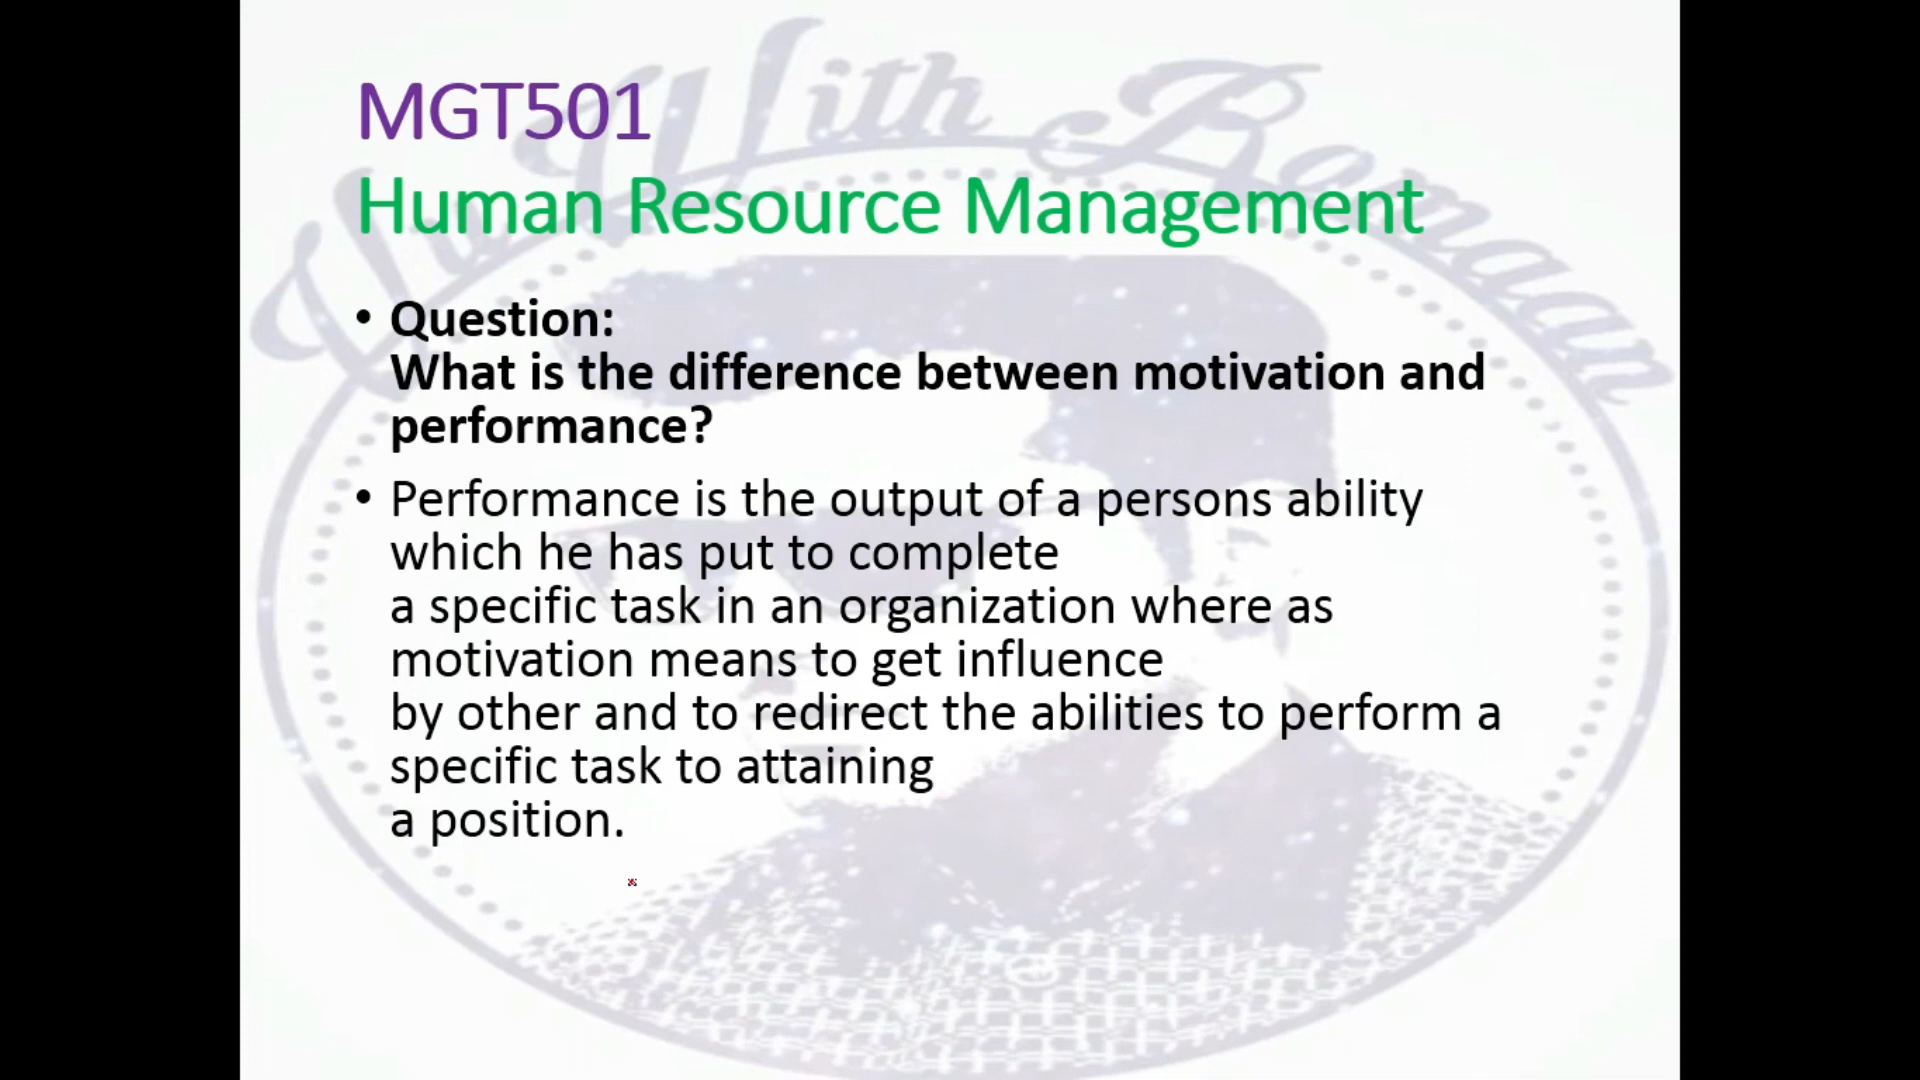 MGT501
Human Resource Management
• Question:
What is the difference between motivation and
performance?
• Performance is the output of a persons ability
which he has put to complete
a specific task in an organization where as
motivation means to get influence
by other and to redirect the abilities to perform a
specific task to attaining
a position.
With Romaan